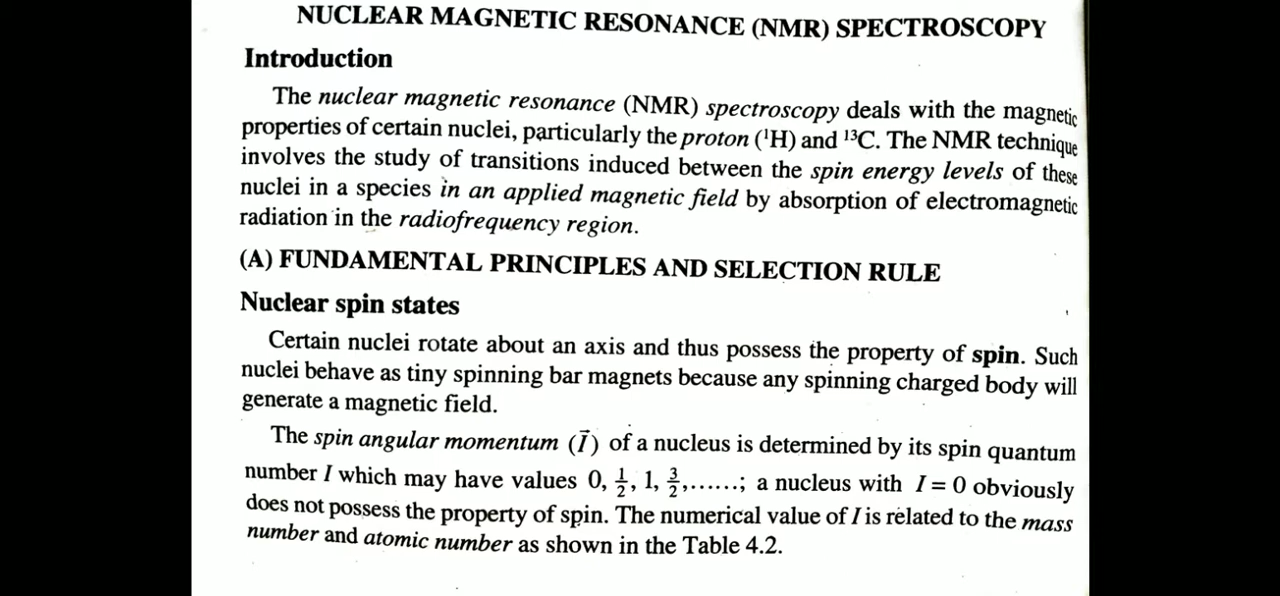 NUCLEAR MAGNETIC RESONANCE (NMR) SPECTROSCOPY
Introduction
The nuclear magnetic resonance (NMR) spectroscopy deals with the magnetic
properties of certain nuclei, particularly the proton (¹H) and ¹³C. The NMR technique
involves the study of transitions induced between the spin energy levels of these
nuclei in a species in an applied magnetic field by absorption of electromagnetic
radiation in the radiofrequency region.
(A) FUNDAMENTAL PRINCIPLES AND SELECTION RULE
Nuclear spin states
Certain nuclei rotate about an axis and thus possess the property of spin. Such
nuclei behave as tiny spinning bar magnets because any spinning charged body will
generate a magnetic field.
The spin angular momentum (I⃗) of a nucleus is determined by its spin quantum
number I which may have values 0, 1/2, 1, 3/2,......; a nucleus with I = 0 obviously
does not possess the property of spin. The numerical value of I is related to the mass
number and atomic number as shown in the Table 4.2.